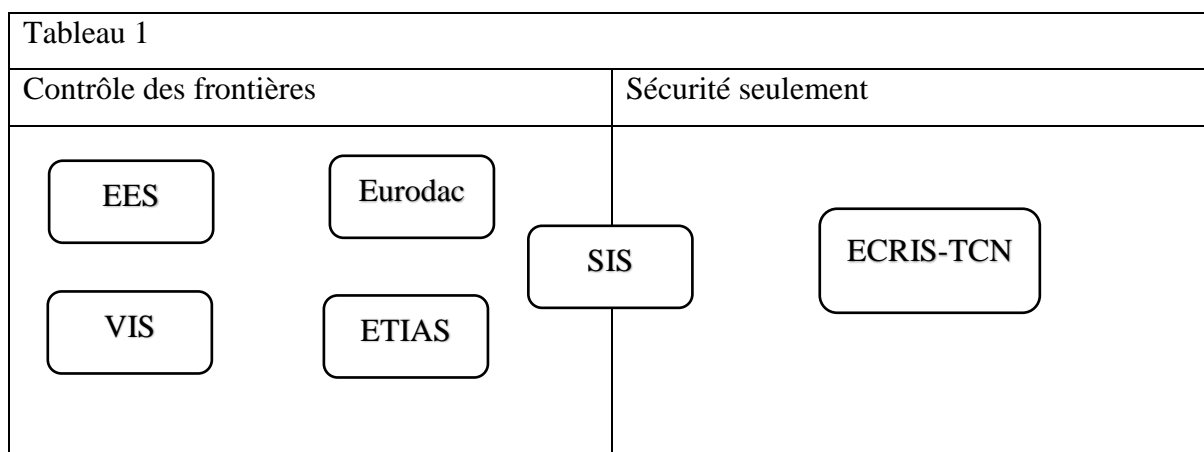 Tableau 1
Contrôle des frontières
Sécurité seulement
EES
Eurodac
SIS
ECRIS-TCN
VIS
ETIAS